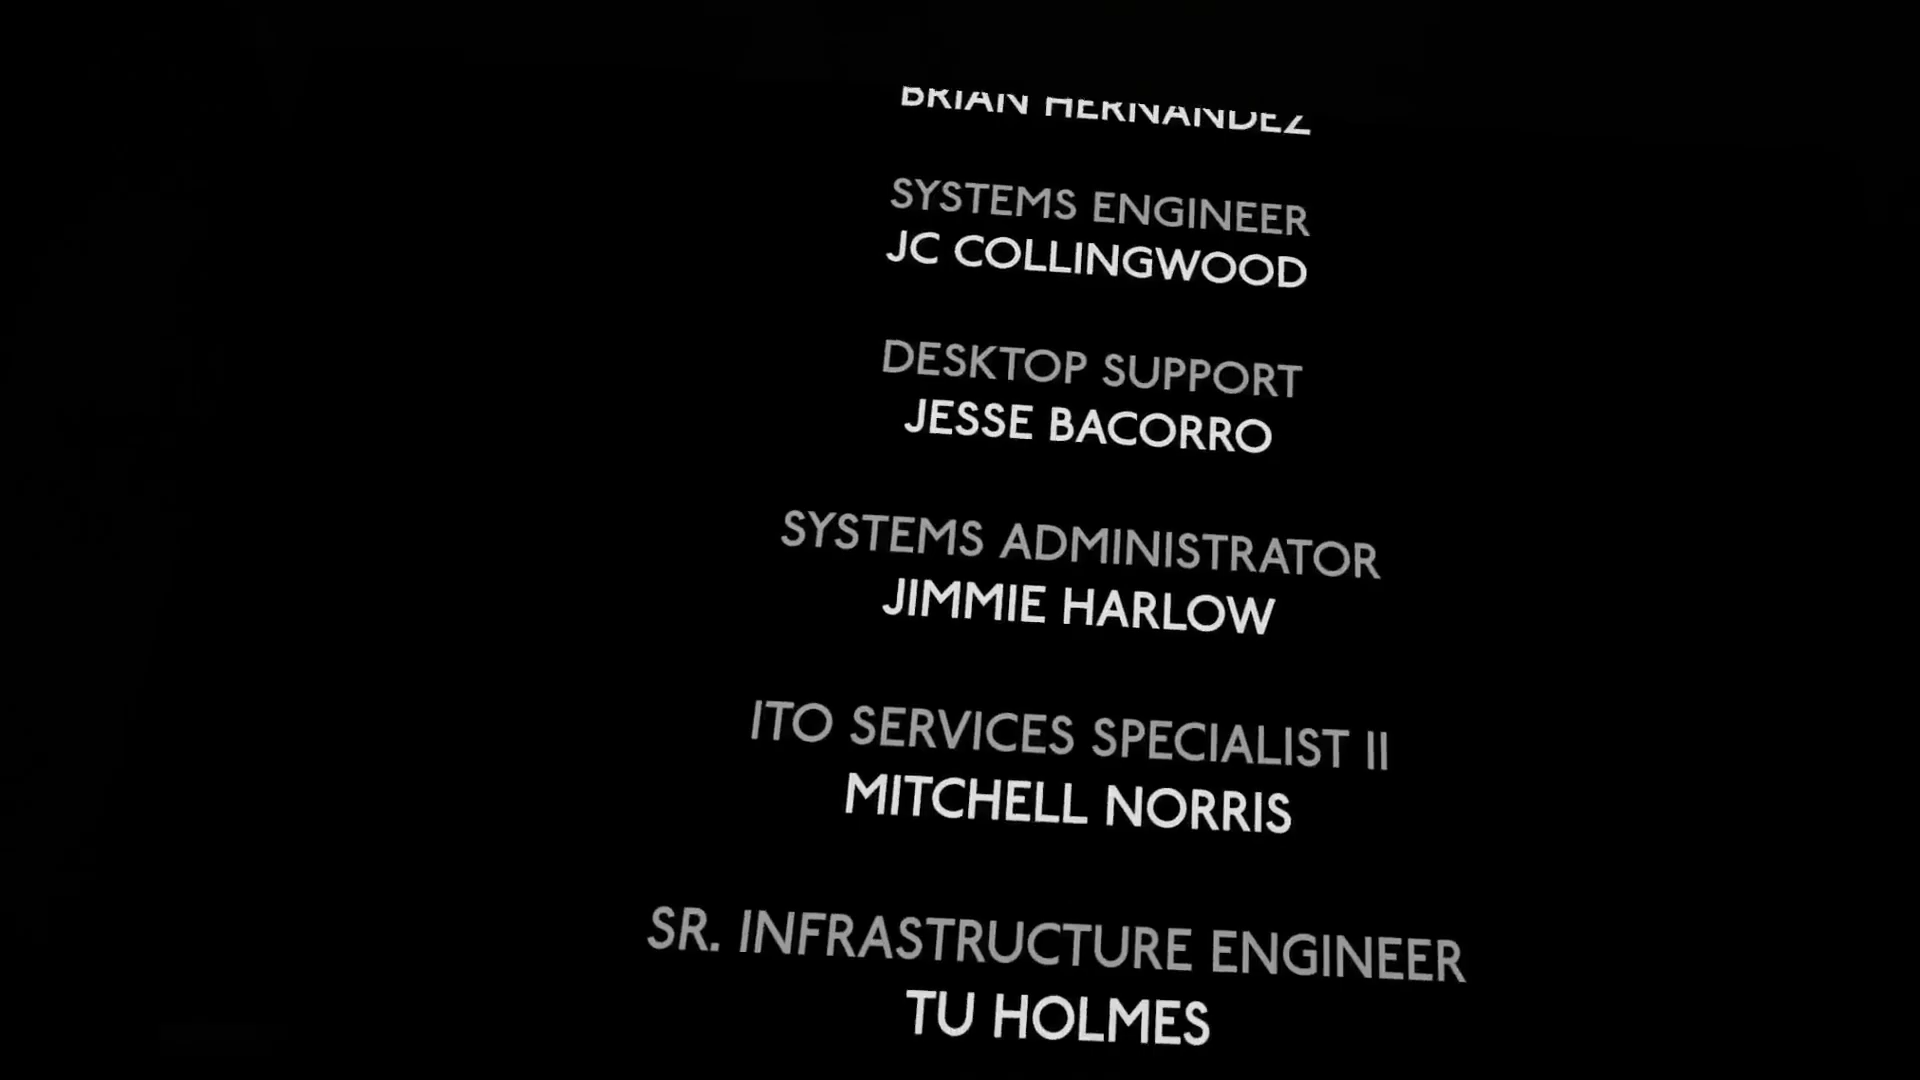 BRIAN HERNANDEZ
SYSTEMS ENGINEER
JC COLLINGWOOD
DESKTOP SUPPORT
JESSE BACORRO
SYSTEMS ADMINISTRATOR
JIMMIE HARLOW
ITO SERVICES SPECIALIST II
MITCHELL NORRIS
SR. INFRASTRUCTURE ENGINEER
TU HOLMES